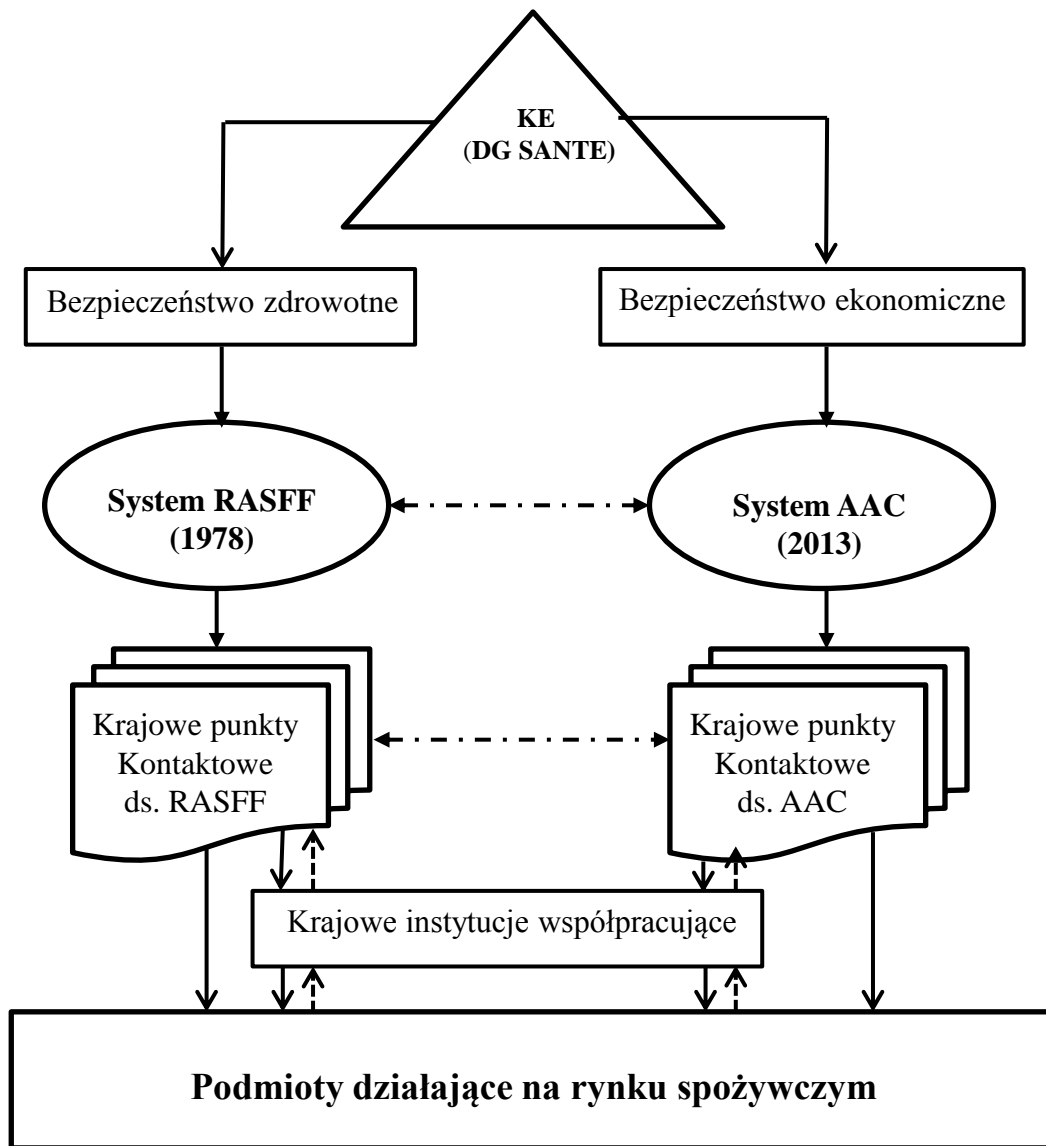 KE
(DG SANTE)
Bezpieczeństwo zdrowotne
Bezpieczeństwo ekonomiczne
System RASFF
(1978)
System AAC
(2013)
Krajowe punkty
Kontaktowe
ds. RASFF
Krajowe punkty
Kontaktowe
ds. AAC
Krajowe instytucje współpracujące
Podmioty działające na rynku spożywczym